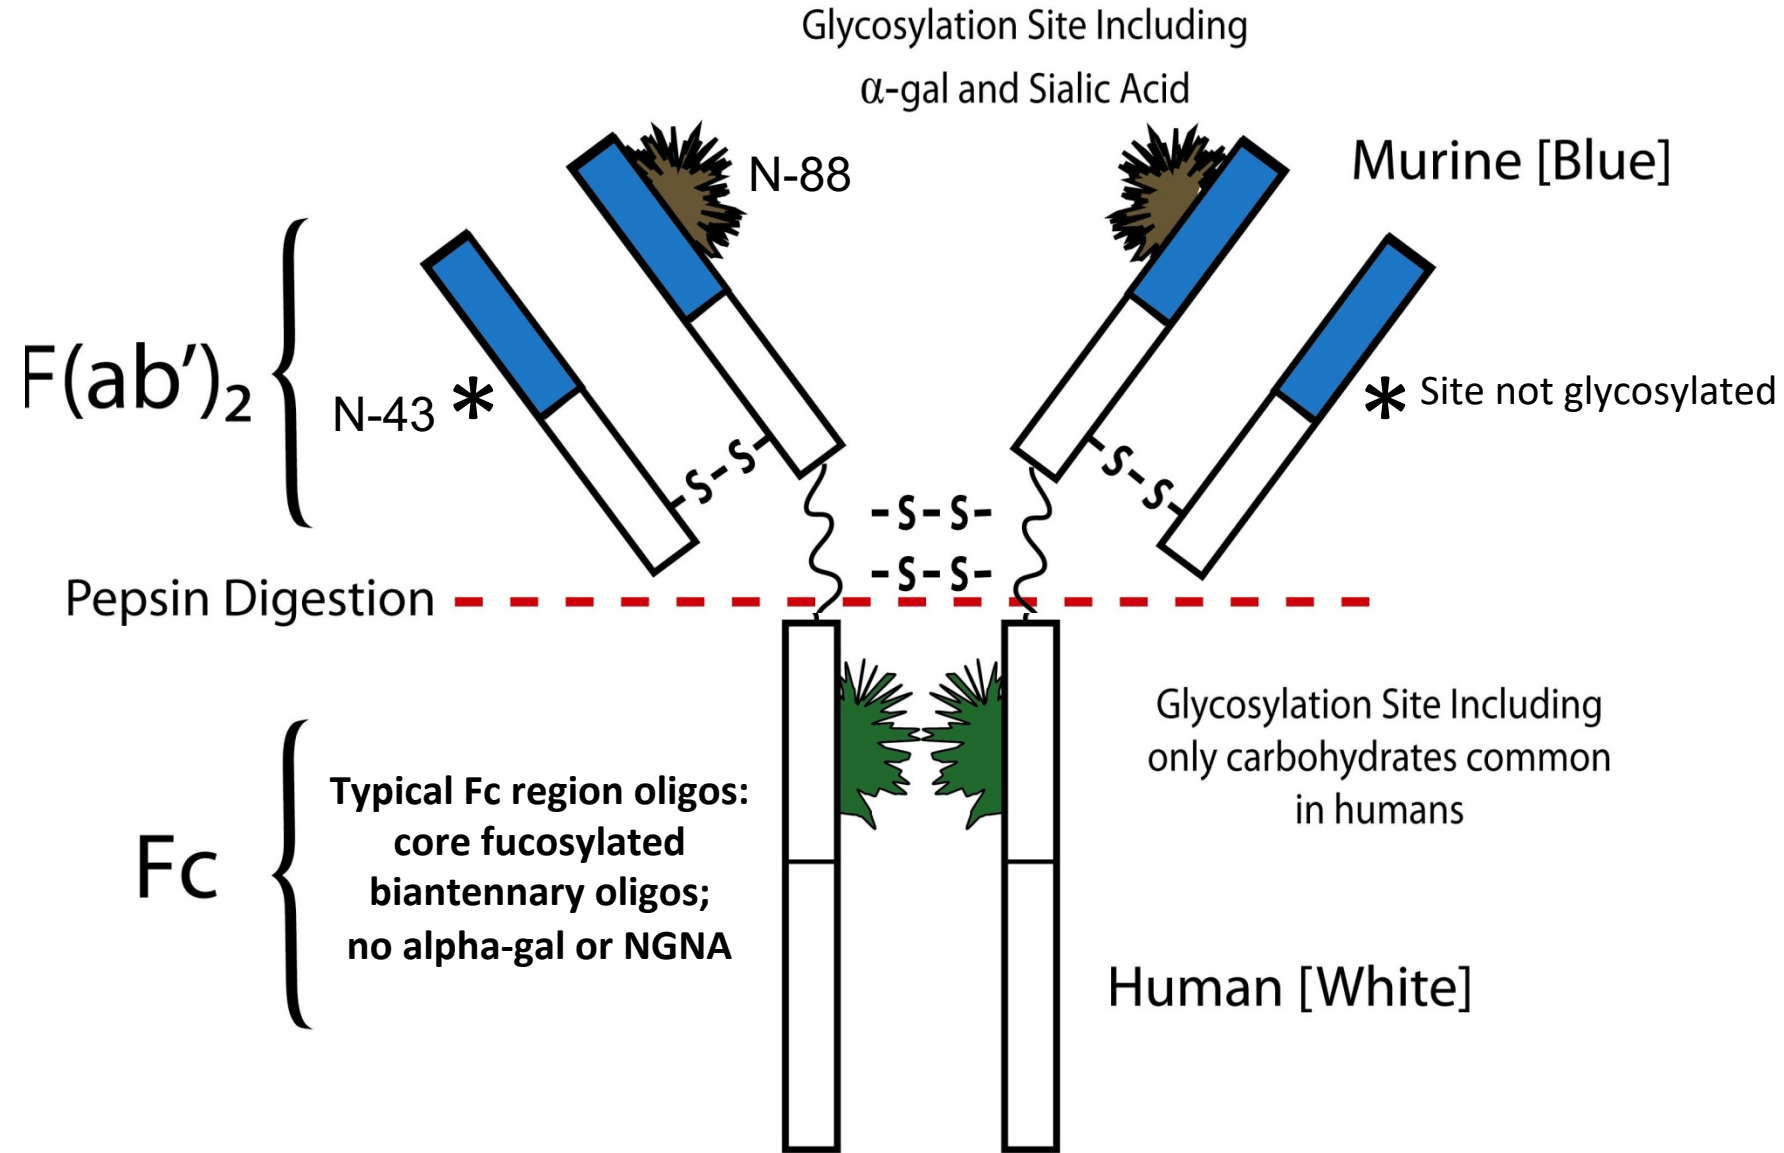 Glycosylation Site Including
α-gal and Sialic Acid
Murine [Blue]
N-88
F(ab′)₂
N-43 *
* Site not glycosylated
S-S
S-S
-S-S-
-S-S-
Pepsin Digestion
Glycosylation Site Including
only carbohydrates common
in humans
Fc
Typical Fc region oligos:
core fucosylated
biantennary oligos;
no alpha-gal or NGNA
Human [White]